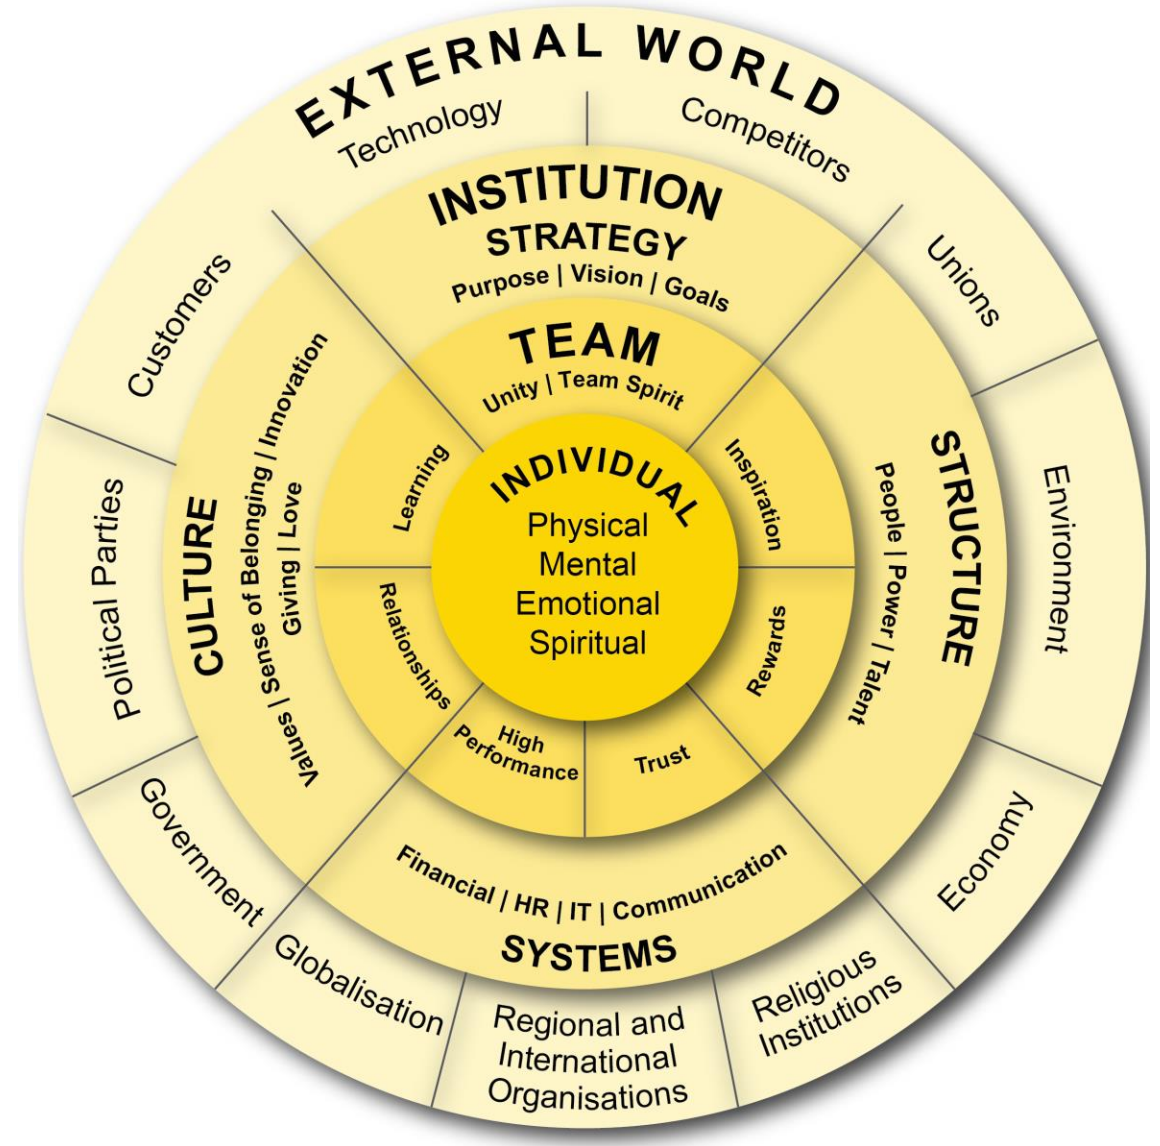 EXTERNAL WORLD
Technology
Competitors
Unions
Environment
Economy
Religious
Institutions
Regional and
International
Organisations
Globalisation
Government
Political Parties
Customers
INSTITUTION
STRATEGY
Purpose | Vision | Goals
STRUCTURE
People | Power | Talent
Financial | HR | IT | Communication
SYSTEMS
CULTURE
Values | Sense of Belonging | Innovation
Giving | Love
TEAM
Unity | Team Spirit
Inspiration
Rewards
Trust
High
Performance
Relationships
Learning
INDIVIDUAL
Physical
Mental
Emotional
Spiritual